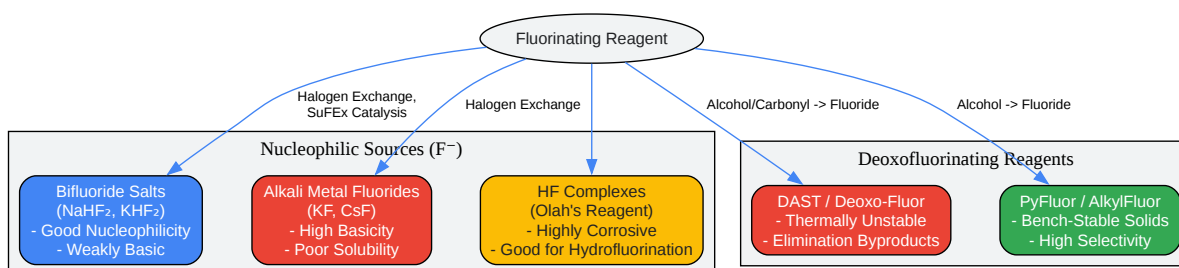 Fluorinating Reagent
Halogen Exchange,
SuFEx Catalysis
Halogen Exchange
Alcohol/Carbonyl -> Fluoride
Alcohol -> Fluoride
Nucleophilic Sources (F⁻)
Deoxofluorinating Reagents
Bifluoride Salts
(NaHF₂, KHF₂)
- Good Nucleophilicity
- Weakly Basic
Alkali Metal Fluorides
(KF, CsF)
- High Basicity
- Poor Solubility
HF Complexes
(Olah's Reagent)
- Highly Corrosive
- Good for Hydrofluorination
DAST / Deoxo-Fluor
- Thermally Unstable
- Elimination Byproducts
PyFluor / AlkylFluor
- Bench-Stable Solids
- High Selectivity